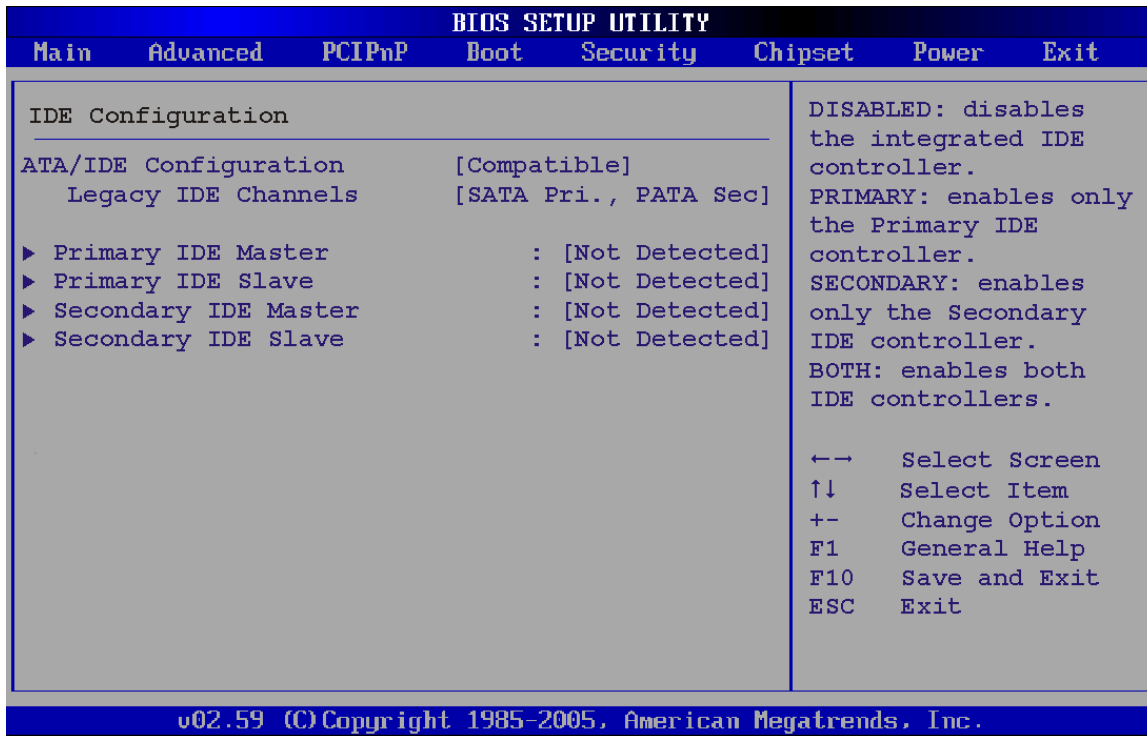 BIOS SETUP UTILITY
Main Advanced PCIPnP Boot Security Chipset Power Exit
IDE Configuration
ATA/IDE Configuration [Compatible]
Legacy IDE Channels [SATA Pri., PATA Sec]
▶ Primary IDE Master : [Not Detected]
▶ Primary IDE Slave : [Not Detected]
▶ Secondary IDE Master : [Not Detected]
▶ Secondary IDE Slave : [Not Detected]
DISABLED: disables
the integrated IDE
controller.
PRIMARY: enables only
the Primary IDE
controller.
SECONDARY: enables
only the Secondary
IDE controller.
BOTH: enables both
IDE controllers.
←→ Select Screen
↑↓ Select Item
+- Change Option
F1 General Help
F10 Save and Exit
ESC Exit
v02.59 (C)Copyright 1985-2005, American Megatrends, Inc.